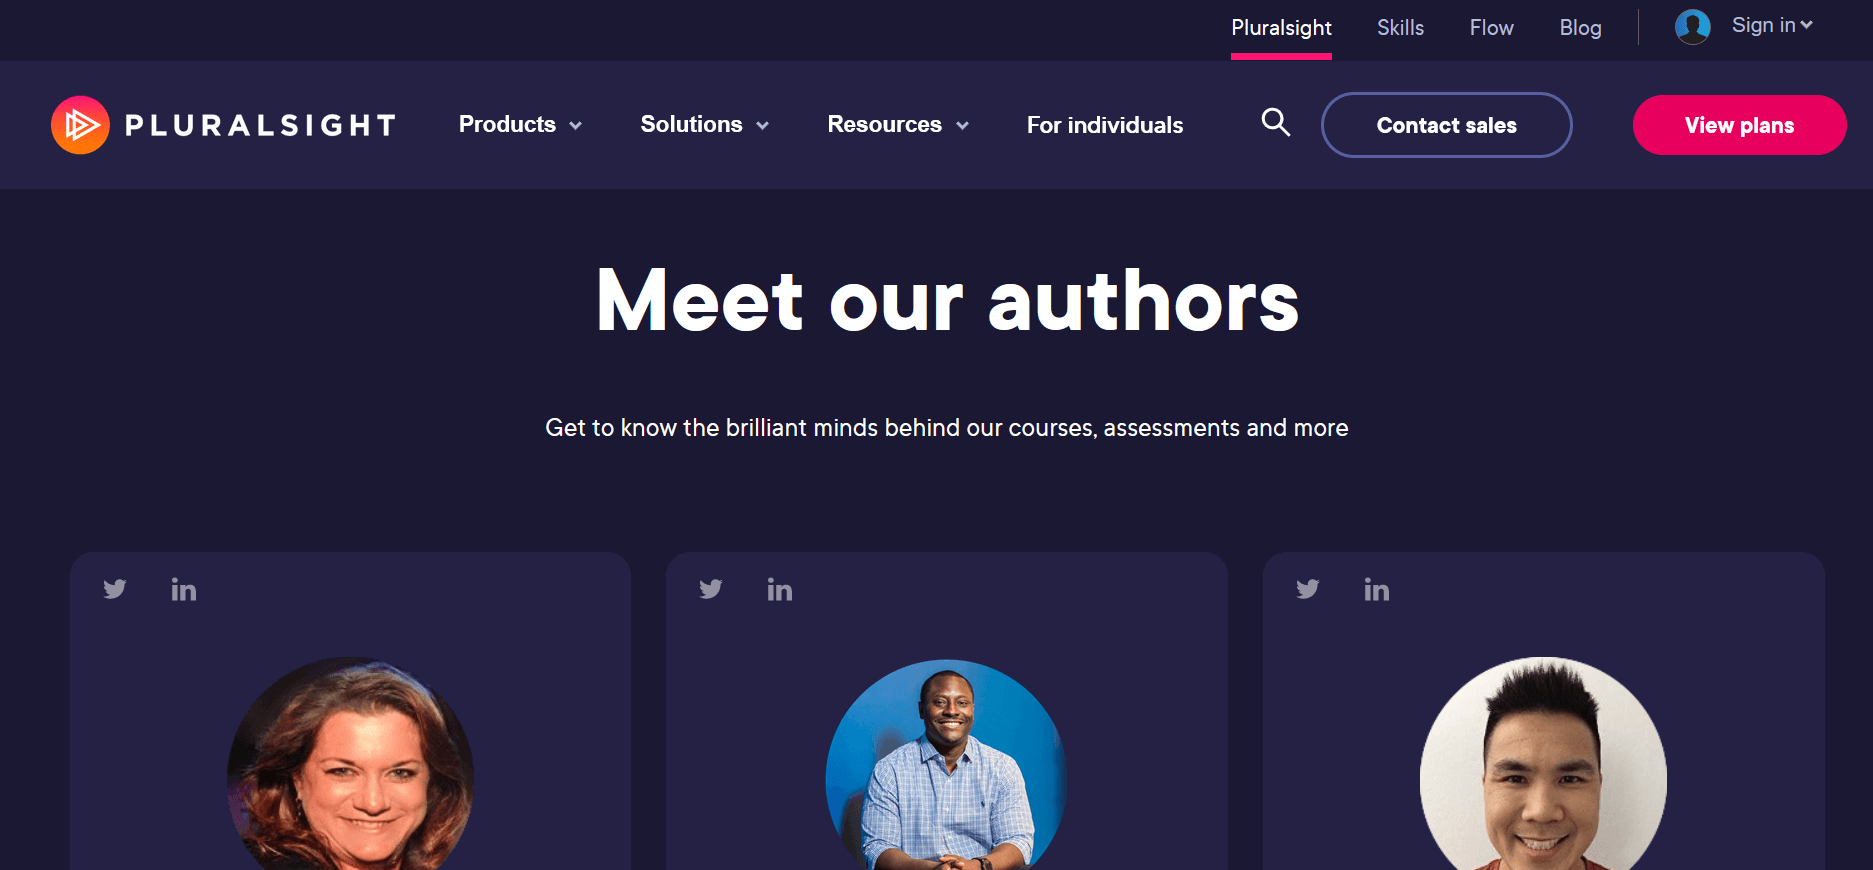 Pluralsight Skills Flow Blog Sign in
PLURALSIGHT Products Solutions Resources For individuals Contact sales View plans
Meet our authors
Get to know the brilliant minds behind our courses, assessments and more
in in in